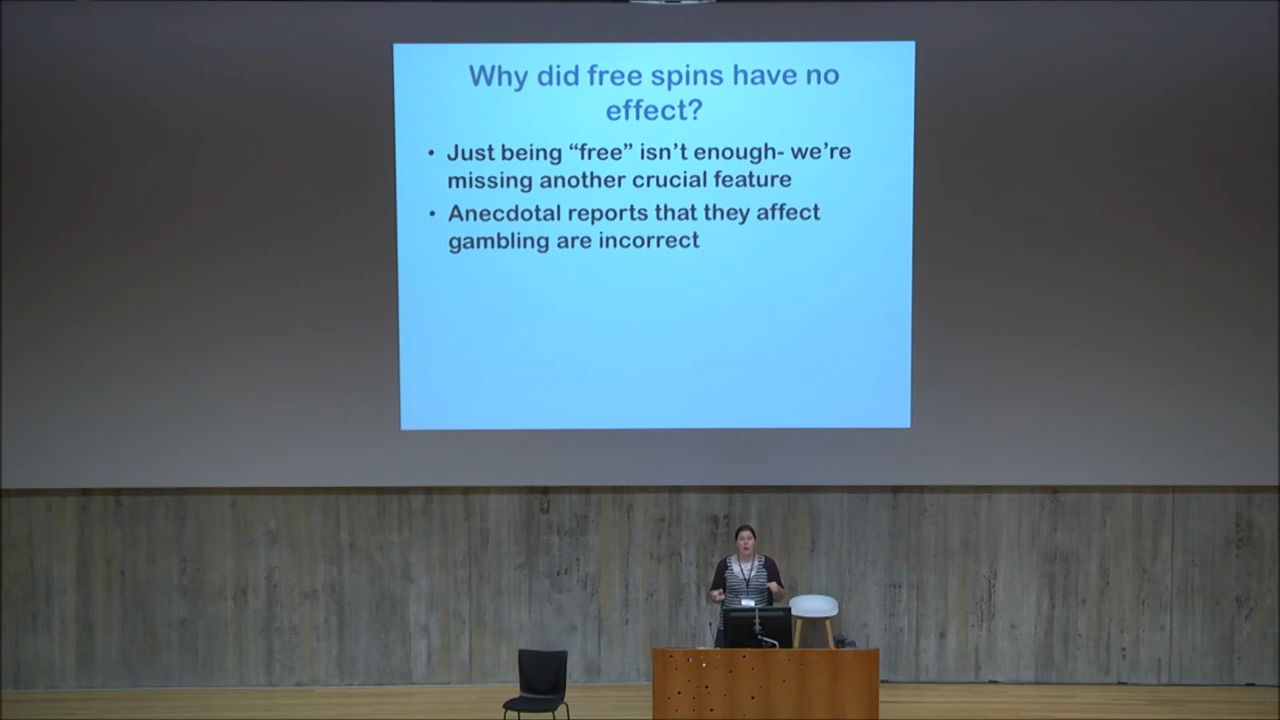 Why did free spins have no
effect?
• Just being “free” isn’t enough- we’re
missing another crucial feature
• Anecdotal reports that they affect
gambling are incorrect